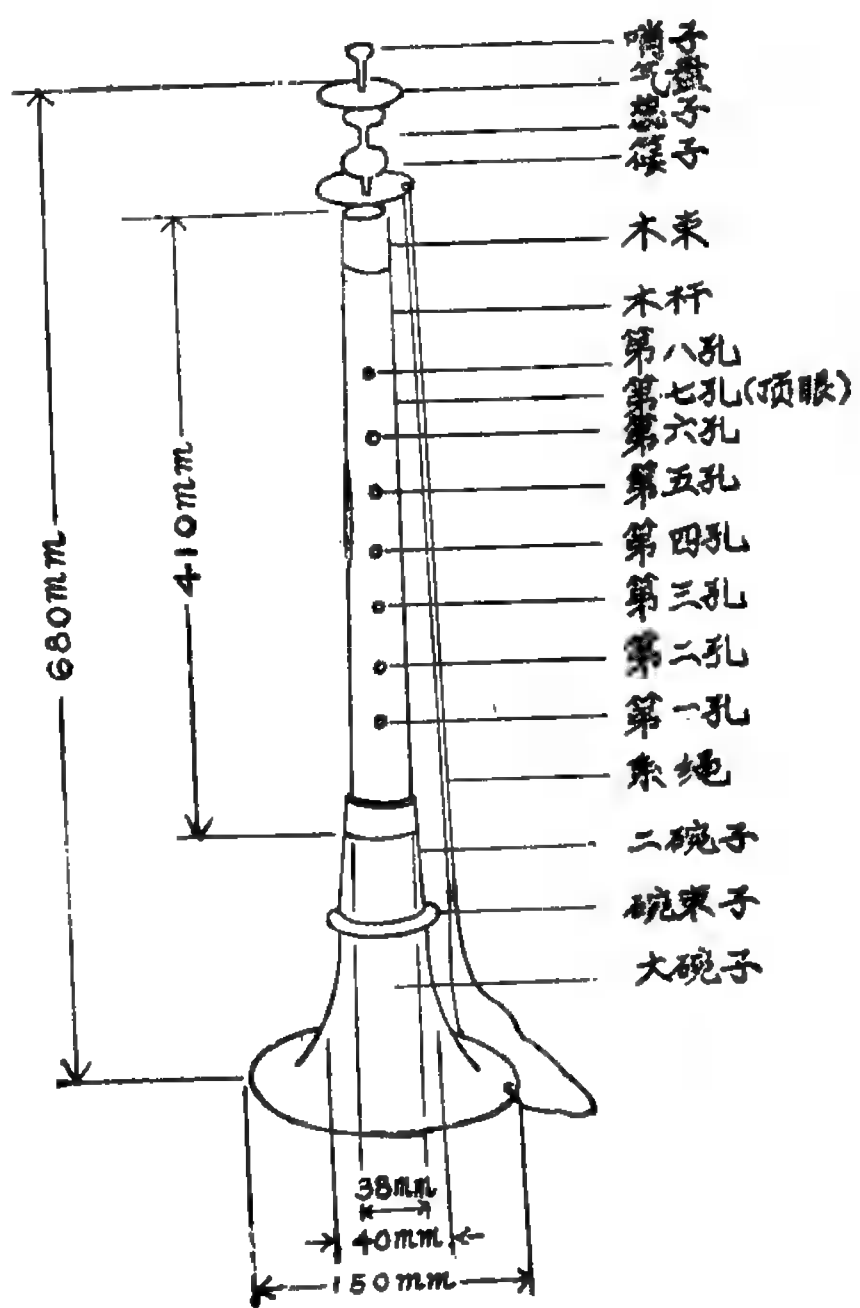 哨子
气盘
葫子
篌子
木束
木杆
第八孔
第七孔(顶眼)
第六孔
第五孔
第四孔
第三孔
第二孔
第一孔
系绳
二碗子
碗束子
大碗子
680mm
410mm
38mm
40mm
150mm